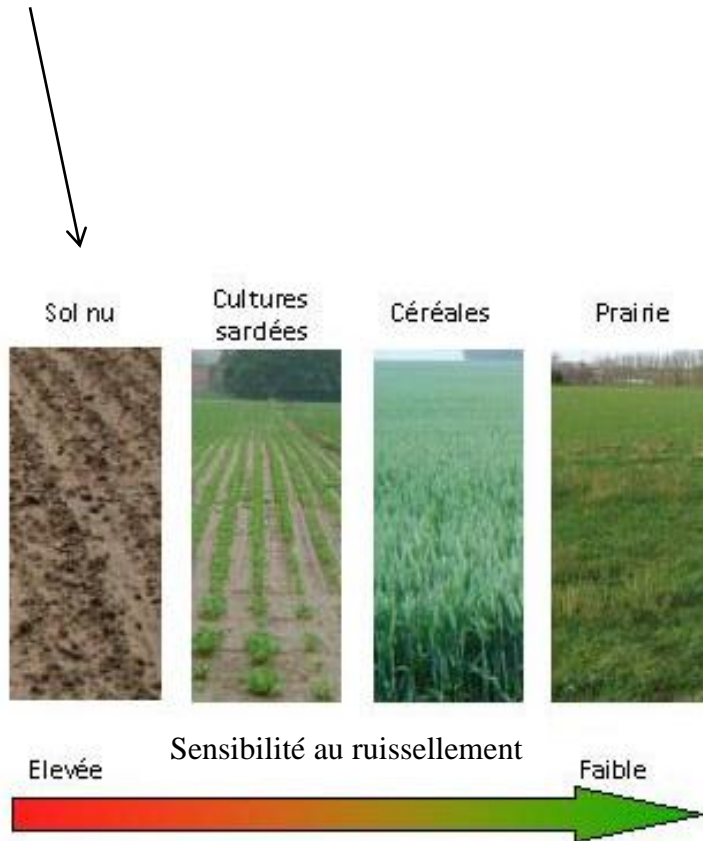 Sol nu
Cultures
sardées
Céréales
Prairie
Sensibilité au ruissellement
Elevée
Faible